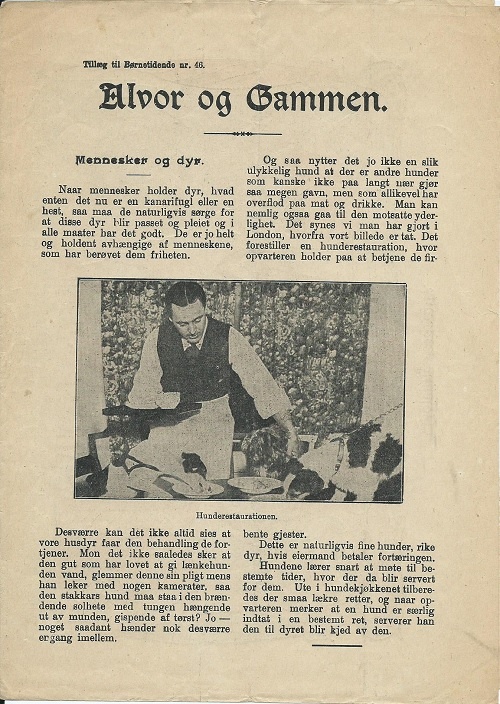 Tillæg til Børnetidende nr. 46.
Alvor og Gammen.
Mennesker og dyr.
Naar mennesker holder dyr, hvad
enten det nu er en kanarifugl eller en
hest, saa maa de naturligvis sørge for
at disse dyr blir passet og pleiet og i
alle maater har det godt. De er jo helt
og holdent avhængige af menneskene,
som har berøvet dem friheten.
Og saa nytter det jo ikke en slik
ulykkelig hund at der er andre hunder
som kanske ikke paa langt nær gjør
saa megen gavn, men som allikevel har
overflod paa mat og drikke. Man kan
nemlig ogsaa gaa til den motsatte yder-
lighet. Det synes vi man har gjort i
London, hvorfra vort billede er tat. Det
forestiller en hunderestauration, hvor
opvarteren holder paa at betjene de fir-
Hunderestaurationen.
Desværre kan det ikke altid sies at
vore husdyr faar den behandling de for-
tjener. Mon det ikke saaledes sker at
den gut som har lovet at gi lænkehun-
den vand, glemmer denne sin pligt mens
han leker med nogen kamerater, saa
den stakkars hund maa staa i den bræn-
dende solhete med tungen hængende
ut av munden, gispende af tørst? Jo —
noget saadant hænder nok desværre
engang imellem.
bente gjester.
Dette er naturligvis fine hunder, rike
dyr, hvis eiermand betaler fortæringen.
Hundene lærer snart at møte til be-
stemte tider, hvor der da blir servert
for dem. Ute i hundekjøkkenet tilbere-
des der smaa lækre retter, og naar op-
varteren merker at en hund er særlig
indtat i en bestemt ret, serverer han
den til dyret blir kjed av den.